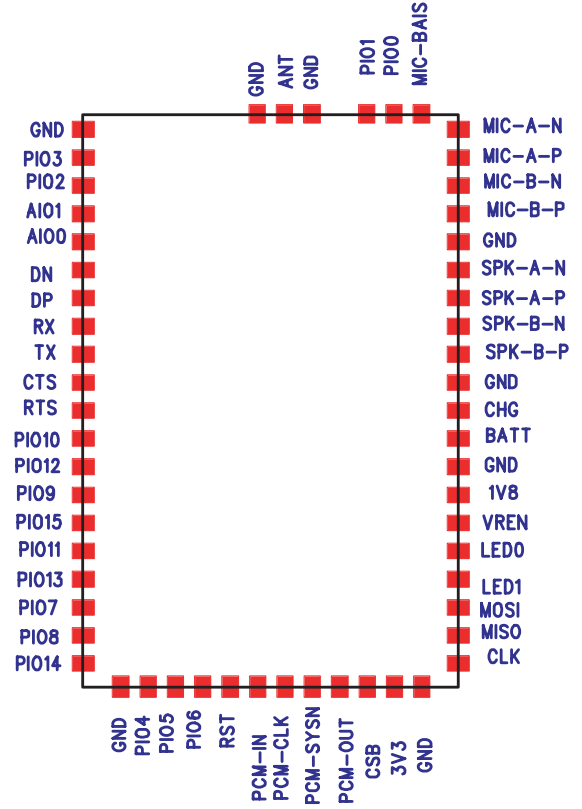 GND
ANT
GND
PIO1
PIO0
MIC-BAIS
GND
PIO3
PIO2
AIO1
AIO0
DN
DP
RX
TX
CTS
RTS
PIO10
PIO12
PIO9
PIO15
PIO11
PIO13
PIO7
PIO8
PIO14
MIC-A-N
MIC-A-P
MIC-B-N
MIC-B-P
GND
SPK-A-N
SPK-A-P
SPK-B-N
SPK-B-P
GND
CHG
BATT
GND
1V8
VREN
LED0
LED1
MOSI
MISO
CLK
GND
PIO4
PIO5
PIO6
RST
PCM-IN
PCM-CLK
PCM-SYSN
PCM-OUT
CSB
3V3
GND